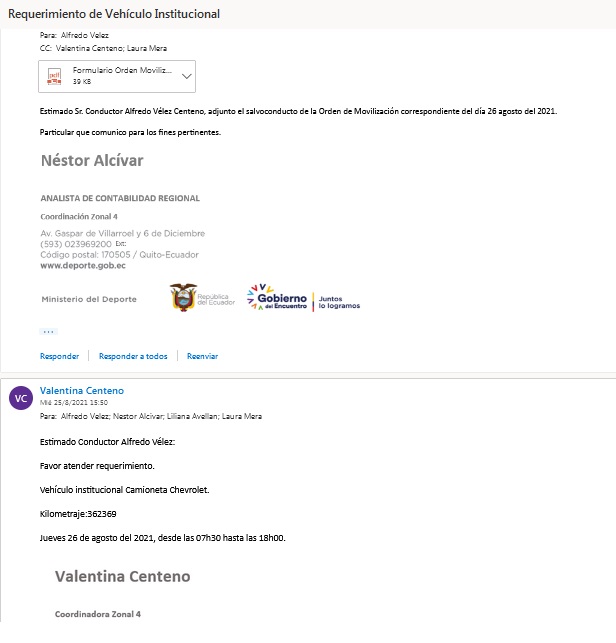 Requerimiento de Vehículo Institucional
Para: Alfredo Velez
CC: Valentina Centeno; Laura Mera
Formulario Orden Moviliz...
39 KB
Estimado Sr. Conductor Alfredo Vélez Centeno, adjunto el salvoconducto de la Orden de Movilización correspondiente del día 26 agosto del 2021.
Particular que comunico para los fines pertinentes.
Néstor Alcívar
ANALISTA DE CONTABILIDAD REGIONAL
Coordinación Zonal 4
Av. Gaspar de Villarroel y 6 de Diciembre
(593) 023969200 Ext:
Código postal: 170505 / Quito-Ecuador
www.deporte.gob.ec
Ministerio del Deporte
República
del Ecuador
Gobierno
del Encuentro
Juntos
lo logramos
...
Responder
Responder a todos
Reenviar
VC
Valentina Centeno
Mié 25/8/2021 15:50
Para: Alfredo Velez; Nestor Alcivar; Liliana Avellan; Laura Mera
Estimado Conductor Alfredo Vélez:
Favor atender requerimiento.
Vehículo institucional Camioneta Chevrolet.
Kilometraje:362369
Jueves 26 de agosto del 2021, desde las 07h30 hasta las 18h00.
Valentina Centeno
Coordinadora Zonal 4